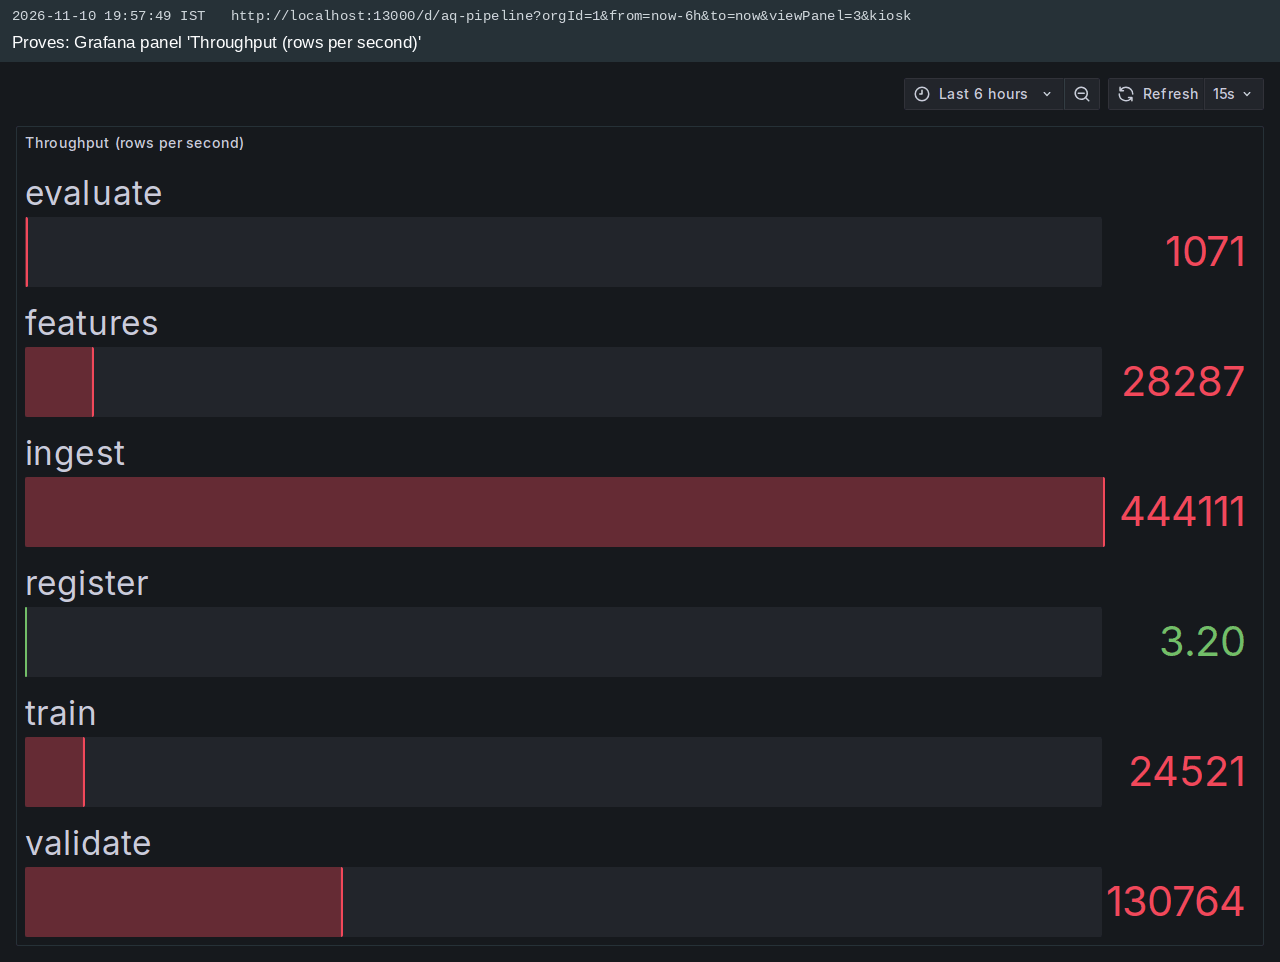 2026-11-10 19:57:49 IST http://localhost:13000/d/aq-pipeline?orgId=1&from=now-6h&to=now&viewPanel=3&kiosk
Proves: Grafana panel 'Throughput (rows per second)'
Last 6 hours
Refresh
15s
Throughput (rows per second)
evaluate
1071
features
28287
ingest
444111
register
3.20
train
24521
validate
130764